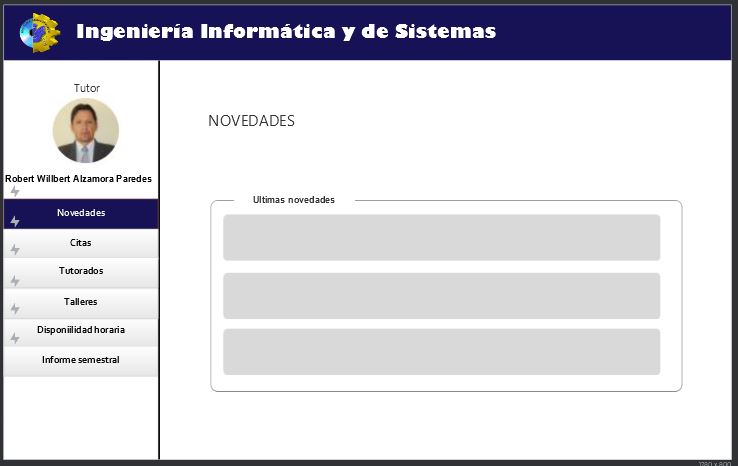 Ingeniería Informática y de Sistemas
Tutor
Robert Willbert Alzamora Paredes
Novedades
Citas
Tutorados
Talleres
Disponiilidad horaria
Informe semestral
NOVEDADES
Ultimas novedades
1280 x 800